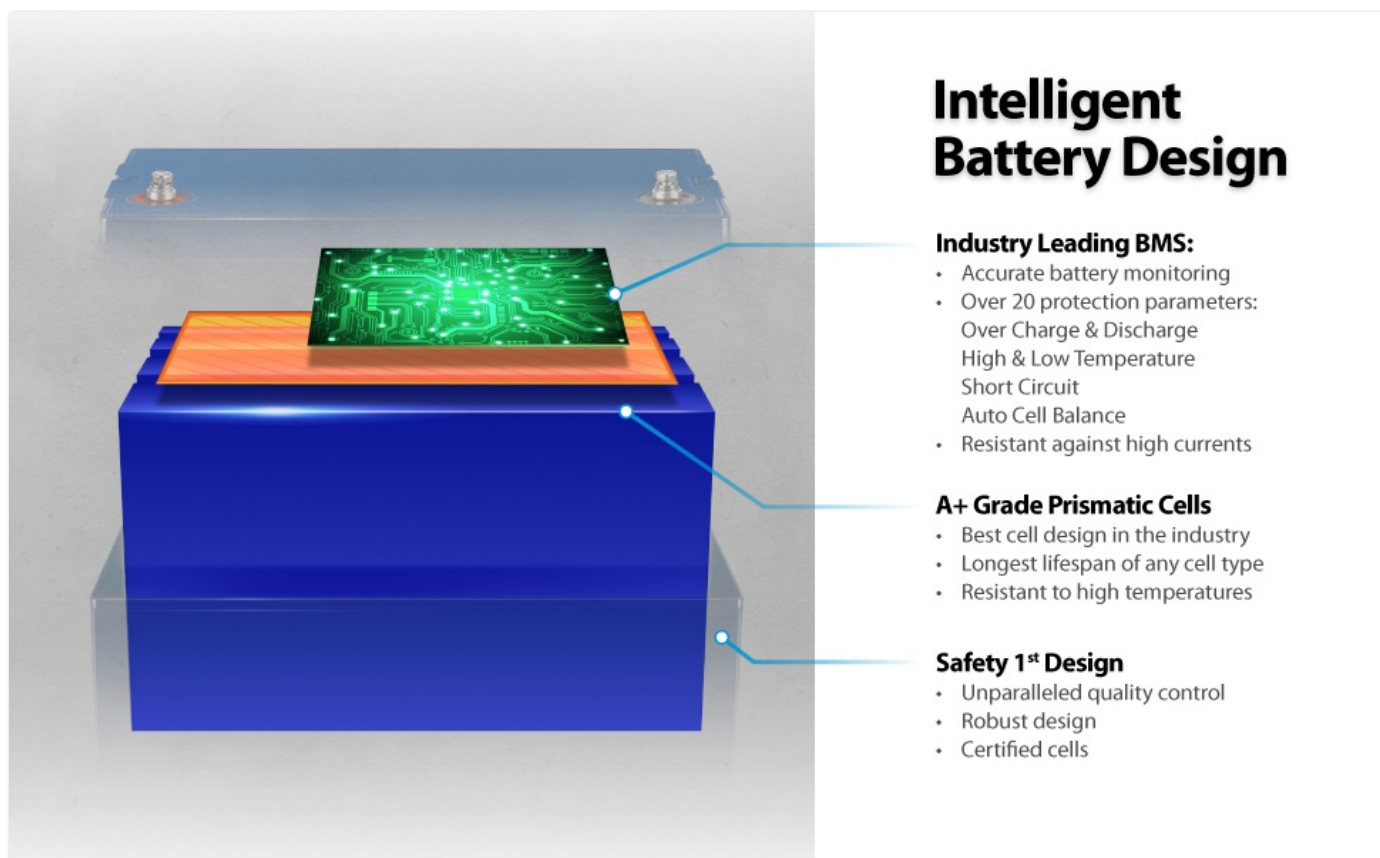 Intelligent
Battery Design
Industry Leading BMS:
• Accurate battery monitoring
• Over 20 protection parameters:
Over Charge & Discharge
High & Low Temperature
Short Circuit
Auto Cell Balance
• Resistant against high currents
A+ Grade Prismatic Cells
• Best cell design in the industry
• Longest lifespan of any cell type
• Resistant to high temperatures
Safety 1st Design
• Unparalleled quality control
• Robust design
• Certified cells